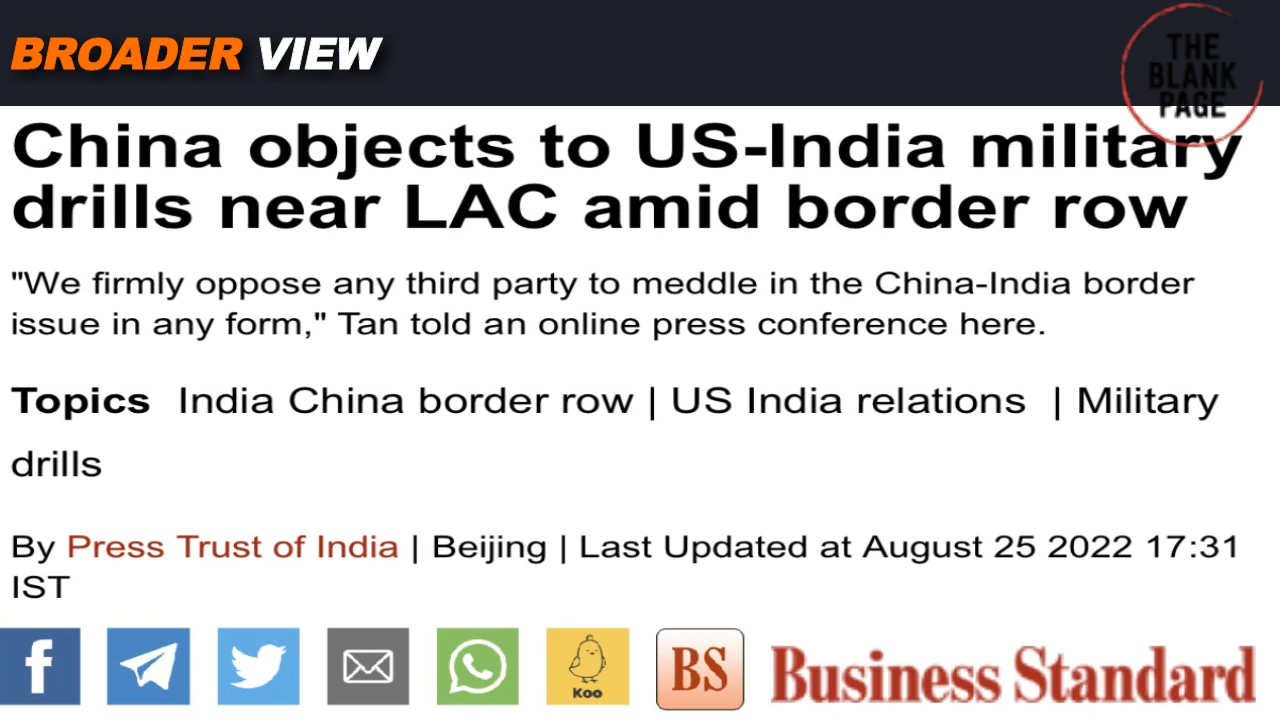 BROADER VIEW
THE
BLANK
PAGE
China objects to US-India military
drills near LAC amid border row
"We firmly oppose any third party to meddle in the China-India border
issue in any form," Tan told an online press conference here.
Topics India China border row | US India relations | Military
drills
By Press Trust of India | Beijing | Last Updated at August 25 2022 17:31
IST
f
Koo
BS
Business Standard